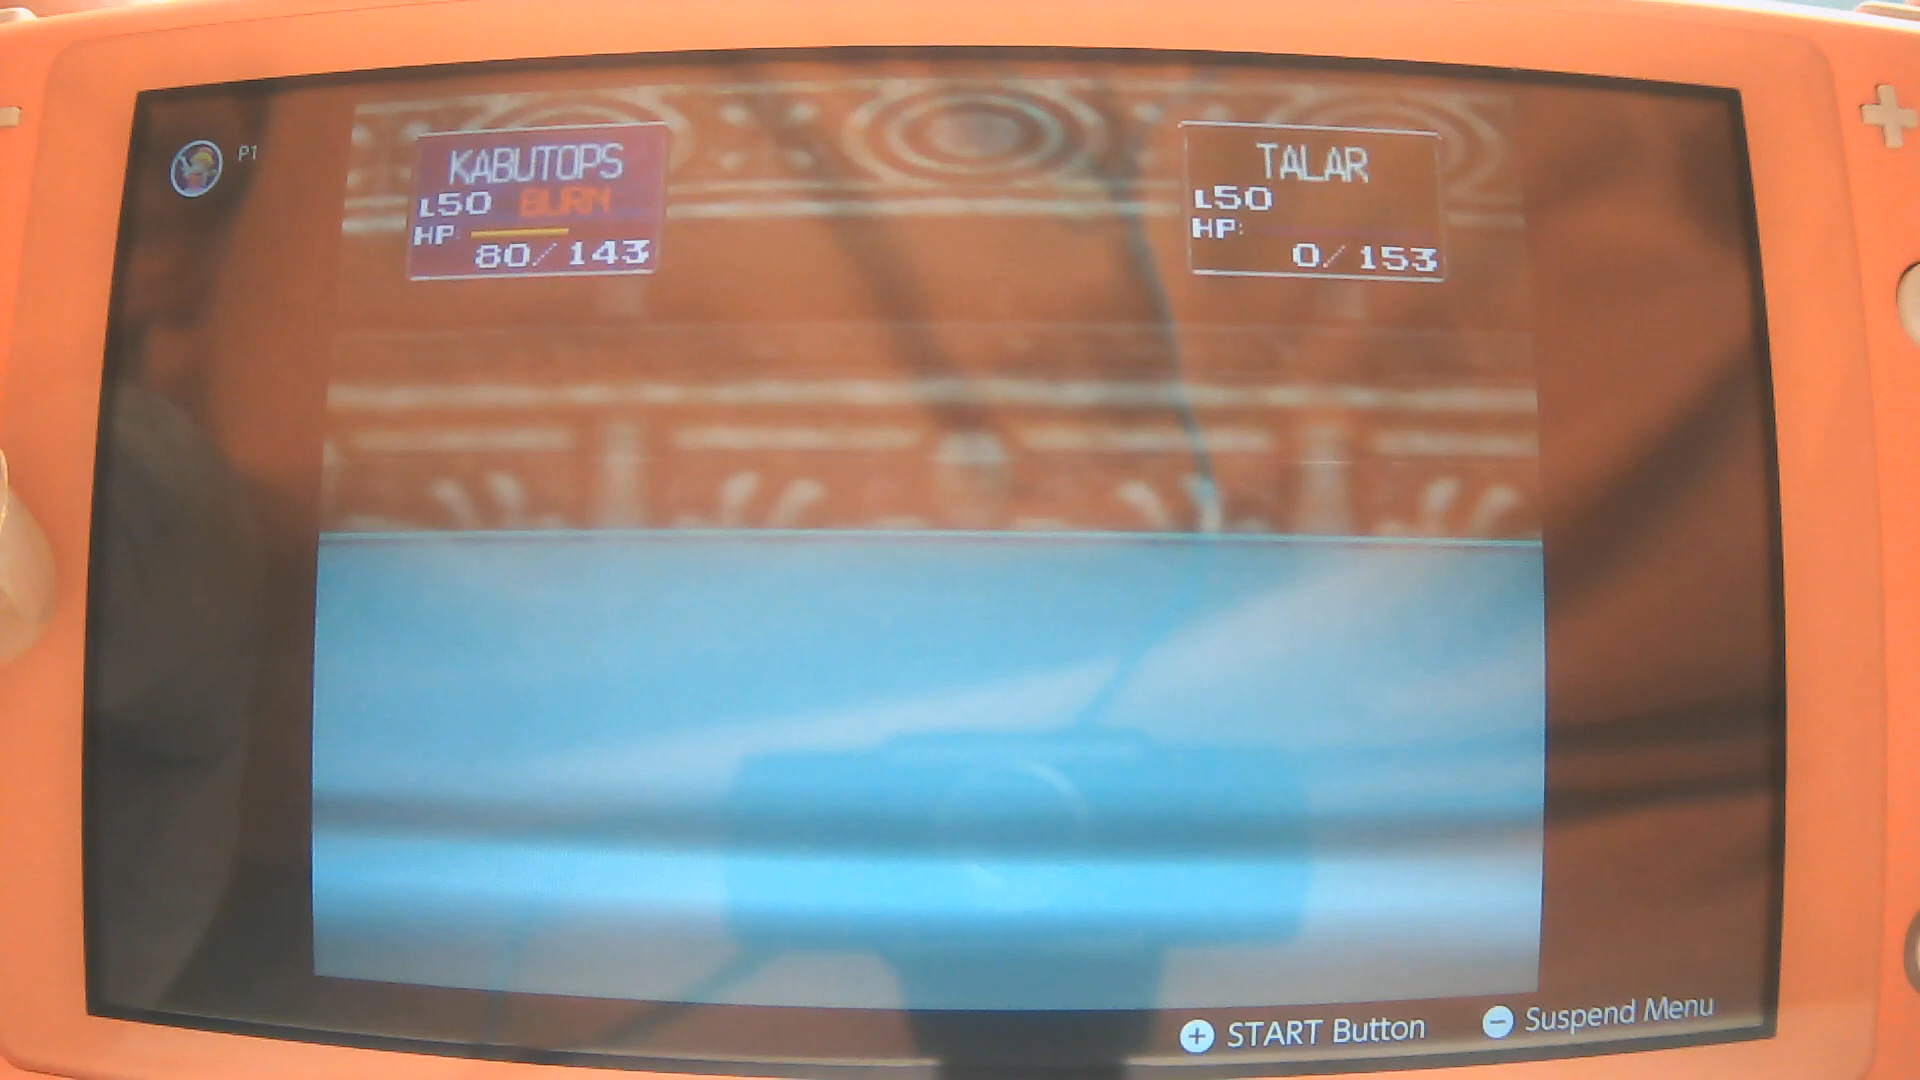 P1
KABUTOPS
L50 BURN
HP:
80/143
TALAR
L50
HP:
0/153
START Button
Suspend Menu